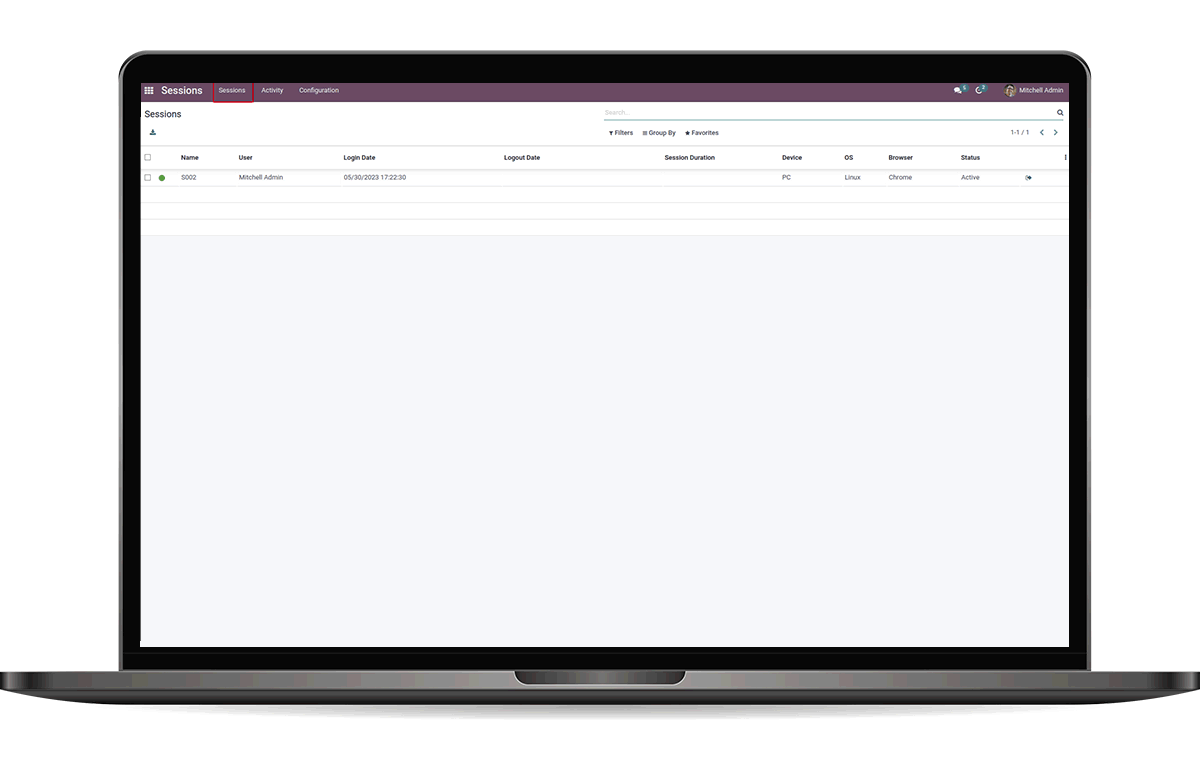 Sessions Sessions Activity Configuration 5 2 Mitchell Admin
Sessions Search...
Filters Group By Favorites 1-1 / 1
Name User Login Date Logout Date Session Duration Device OS Browser Status
S002 Mitchell Admin 05/30/2023 17:22:30 PC Linux Chrome Active